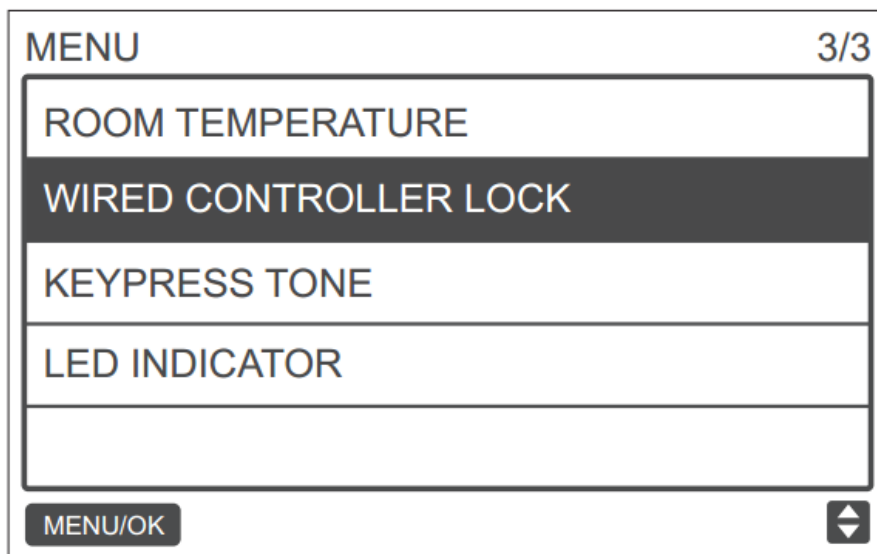 MENU 3/3
ROOM TEMPERATURE
WIRED CONTROLLER LOCK
KEYPRESS TONE
LED INDICATOR
MENU/OK